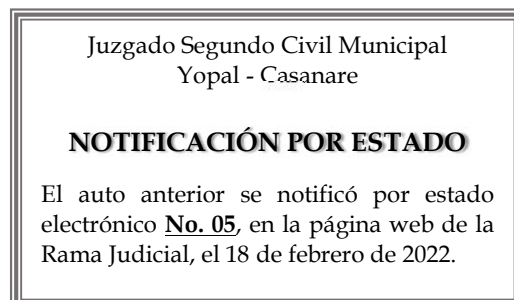 Juzgado Segundo Civil Municipal
Yopal - Casanare
NOTIFICACIÓN POR ESTADO
El auto anterior se notificó por estado
electrónico No. 05, en la página web de la
Rama Judicial, el 18 de febrero de 2022.